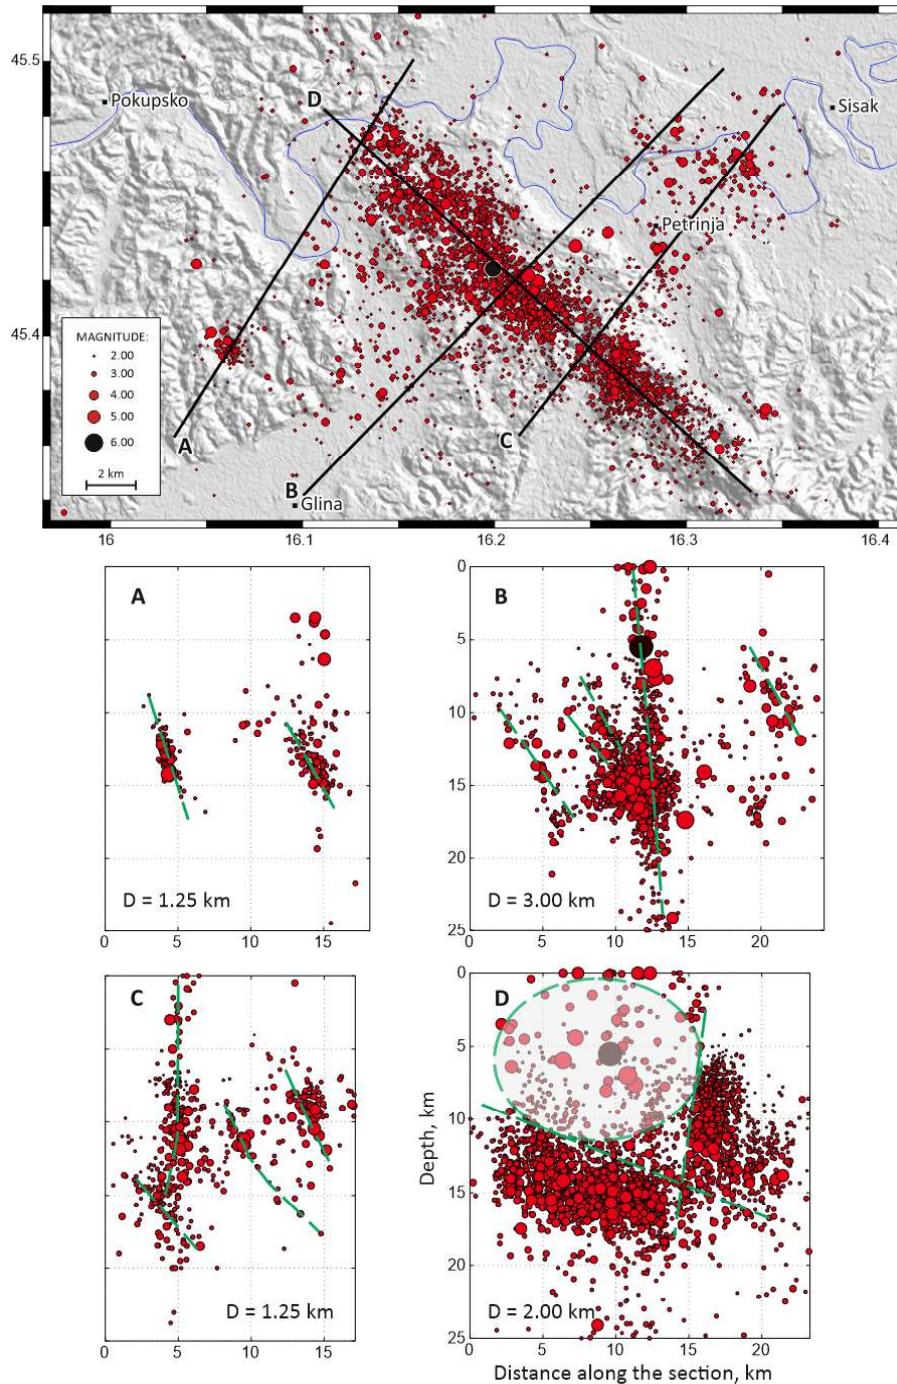 45.5
Pokupsko
D
Sisak
Petrinja
45.4
MAGNITUDE:
2.00
3.00
4.00
5.00
6.00
2 km
A
B
C
Glina
16 16.1 16.2 16.3 16.4
A
D = 1.25 km
0 5 10 15
B
0
5
10
15
20
25
D = 3.00 km
0 5 10 15 20
C
D = 1.25 km
0 5 10 15
D
0
5
10
15
20
25
Depth, km
D = 2.00 km
0 5 10 15 20
Distance along the section, km